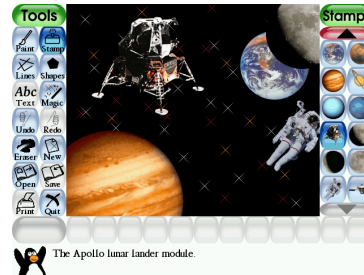 Tools
Stamp
Paint Stamp
Lines Shapes
Abc
Text Magic
Undo Redo
Eraser New
Open Save
Print Quit
The Apollo lunar lander module.